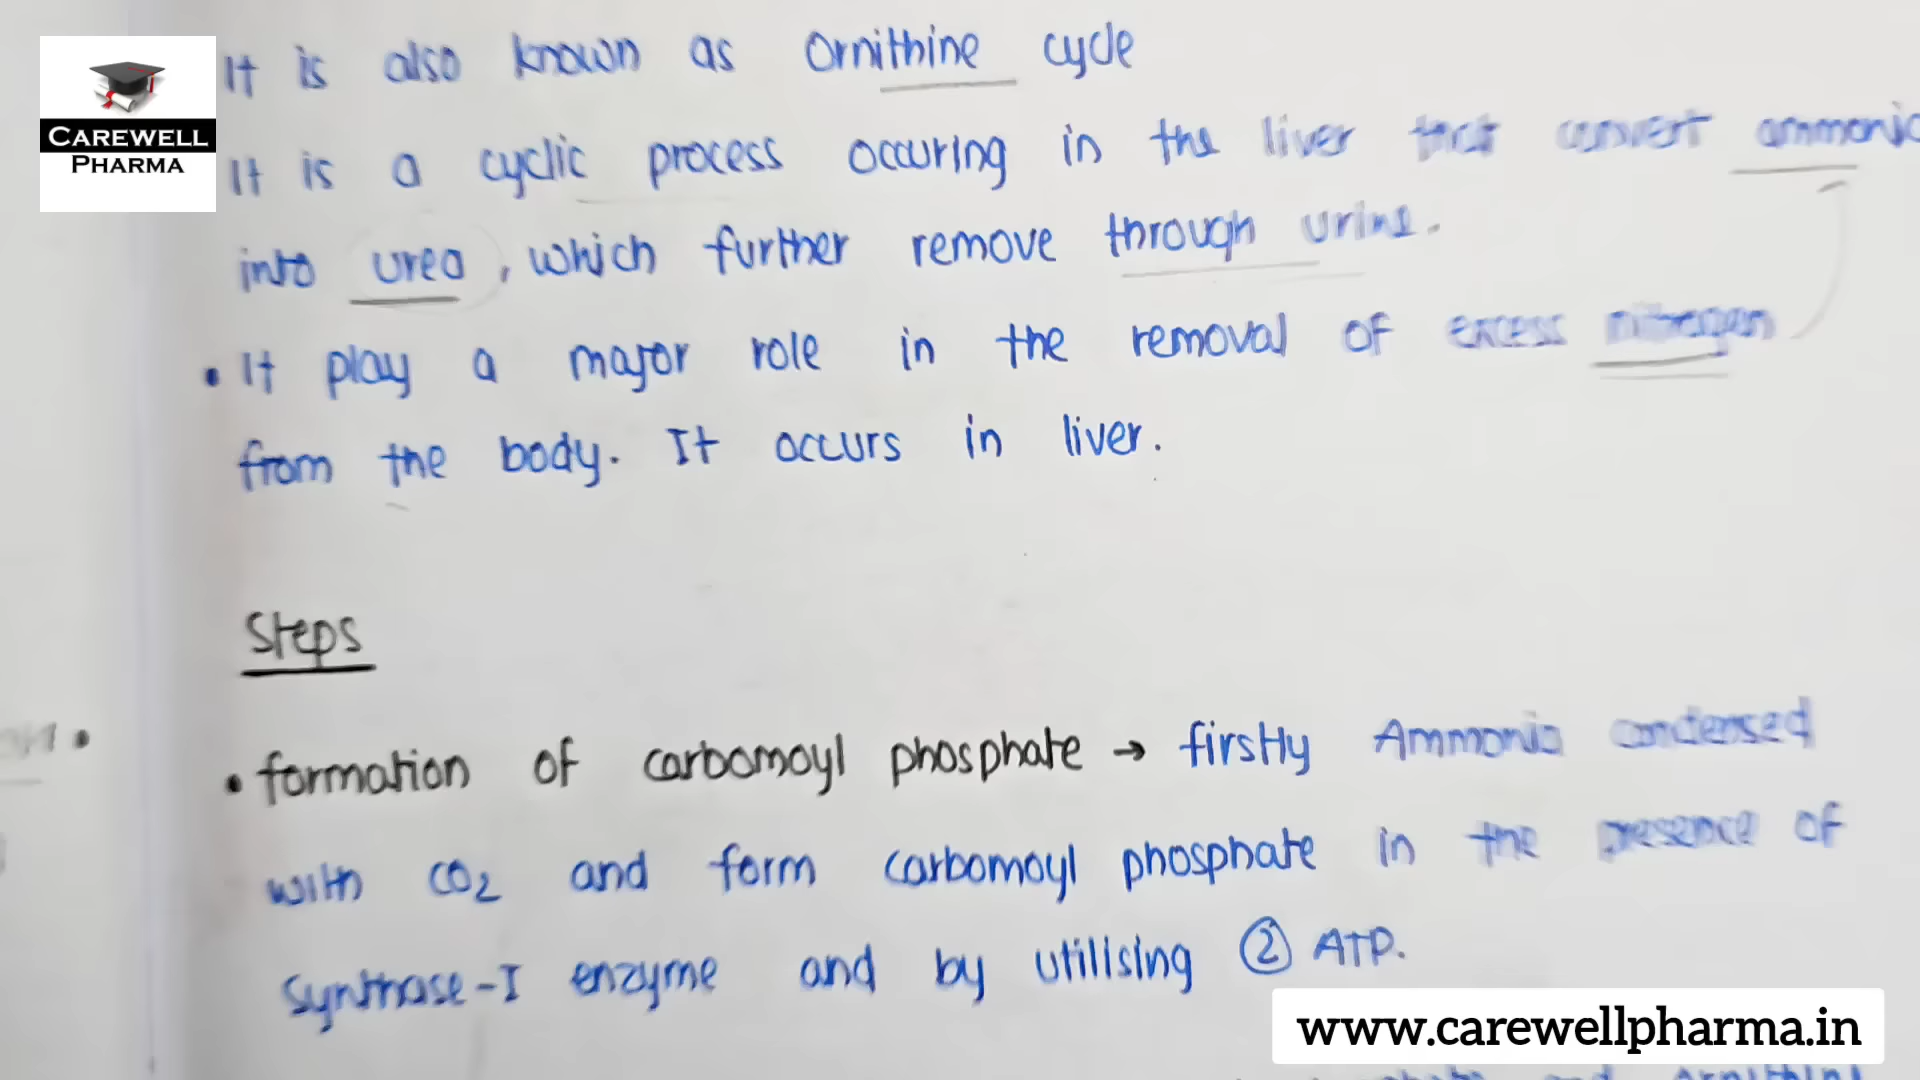 CAREWELL
PHARMA
It is also known as Ornithine cycle
It is a cyclic process occuring in the liver that convert ammonia
into urea, which further remove through urine.
• It play a major role in the removal of excess nitrogen
from the body. It occurs in liver.
Steps
• formation of carbomoyl phosphate → firstly Ammonia condensed
with CO2 and form carbomoyl phosphate in the presence of
synthase-I enzyme and by utilising ② ATP.
www.carewellpharma.in